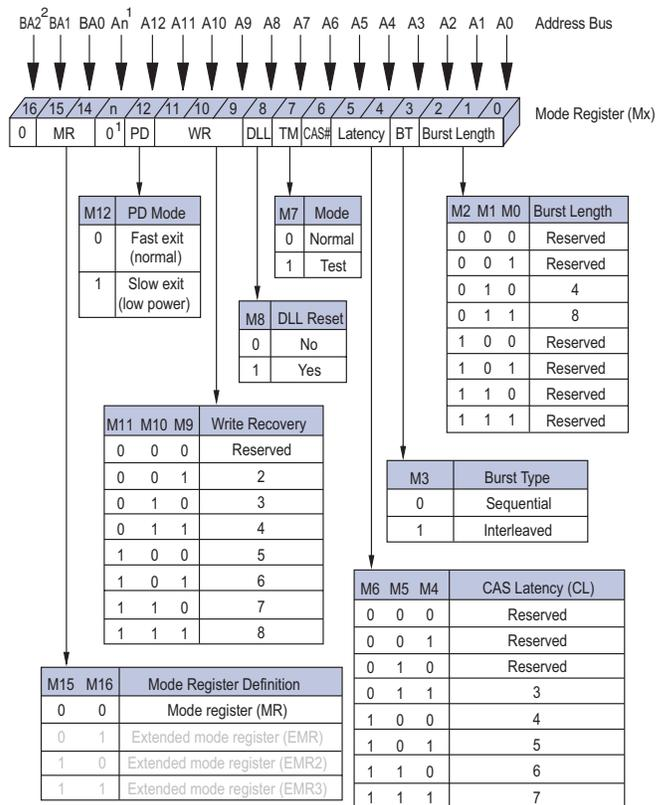 BA2² BA1 BA0 An¹ A12 A11 A10 A9 A8 A7 A6 A5 A4 A3 A2 A1 A0 Address Bus
16 15 14 n 12 11 10 9 8 7 6 5 4 3 2 1 0 Mode Register (Mx)
0 MR 0¹ PD WR DLL TM CAS# Latency BT Burst Length
M12 PD Mode
0 Fast exit
(normal)
1 Slow exit
(low power)
M7 Mode
0 Normal
1 Test
M2 M1 M0 Burst Length
0 0 0 Reserved
0 0 1 Reserved
0 1 0 4
0 1 1 8
1 0 0 Reserved
1 0 1 Reserved
1 1 0 Reserved
1 1 1 Reserved
M8 DLL Reset
0 No
1 Yes
M11 M10 M9 Write Recovery
0 0 0 Reserved
0 0 1 2
0 1 0 3
0 1 1 4
1 0 0 5
1 0 1 6
1 1 0 7
1 1 1 8
M3 Burst Type
0 Sequential
1 Interleaved
M6 M5 M4 CAS Latency (CL)
0 0 0 Reserved
0 0 1 Reserved
0 1 0 Reserved
0 1 1 3
1 0 0 4
1 0 1 5
1 1 0 6
1 1 1 7
M15 M16 Mode Register Definition
0 0 Mode register (MR)
0 1 Extended mode register (EMR)
1 0 Extended mode register (EMR2)
1 1 Extended mode register (EMR3)